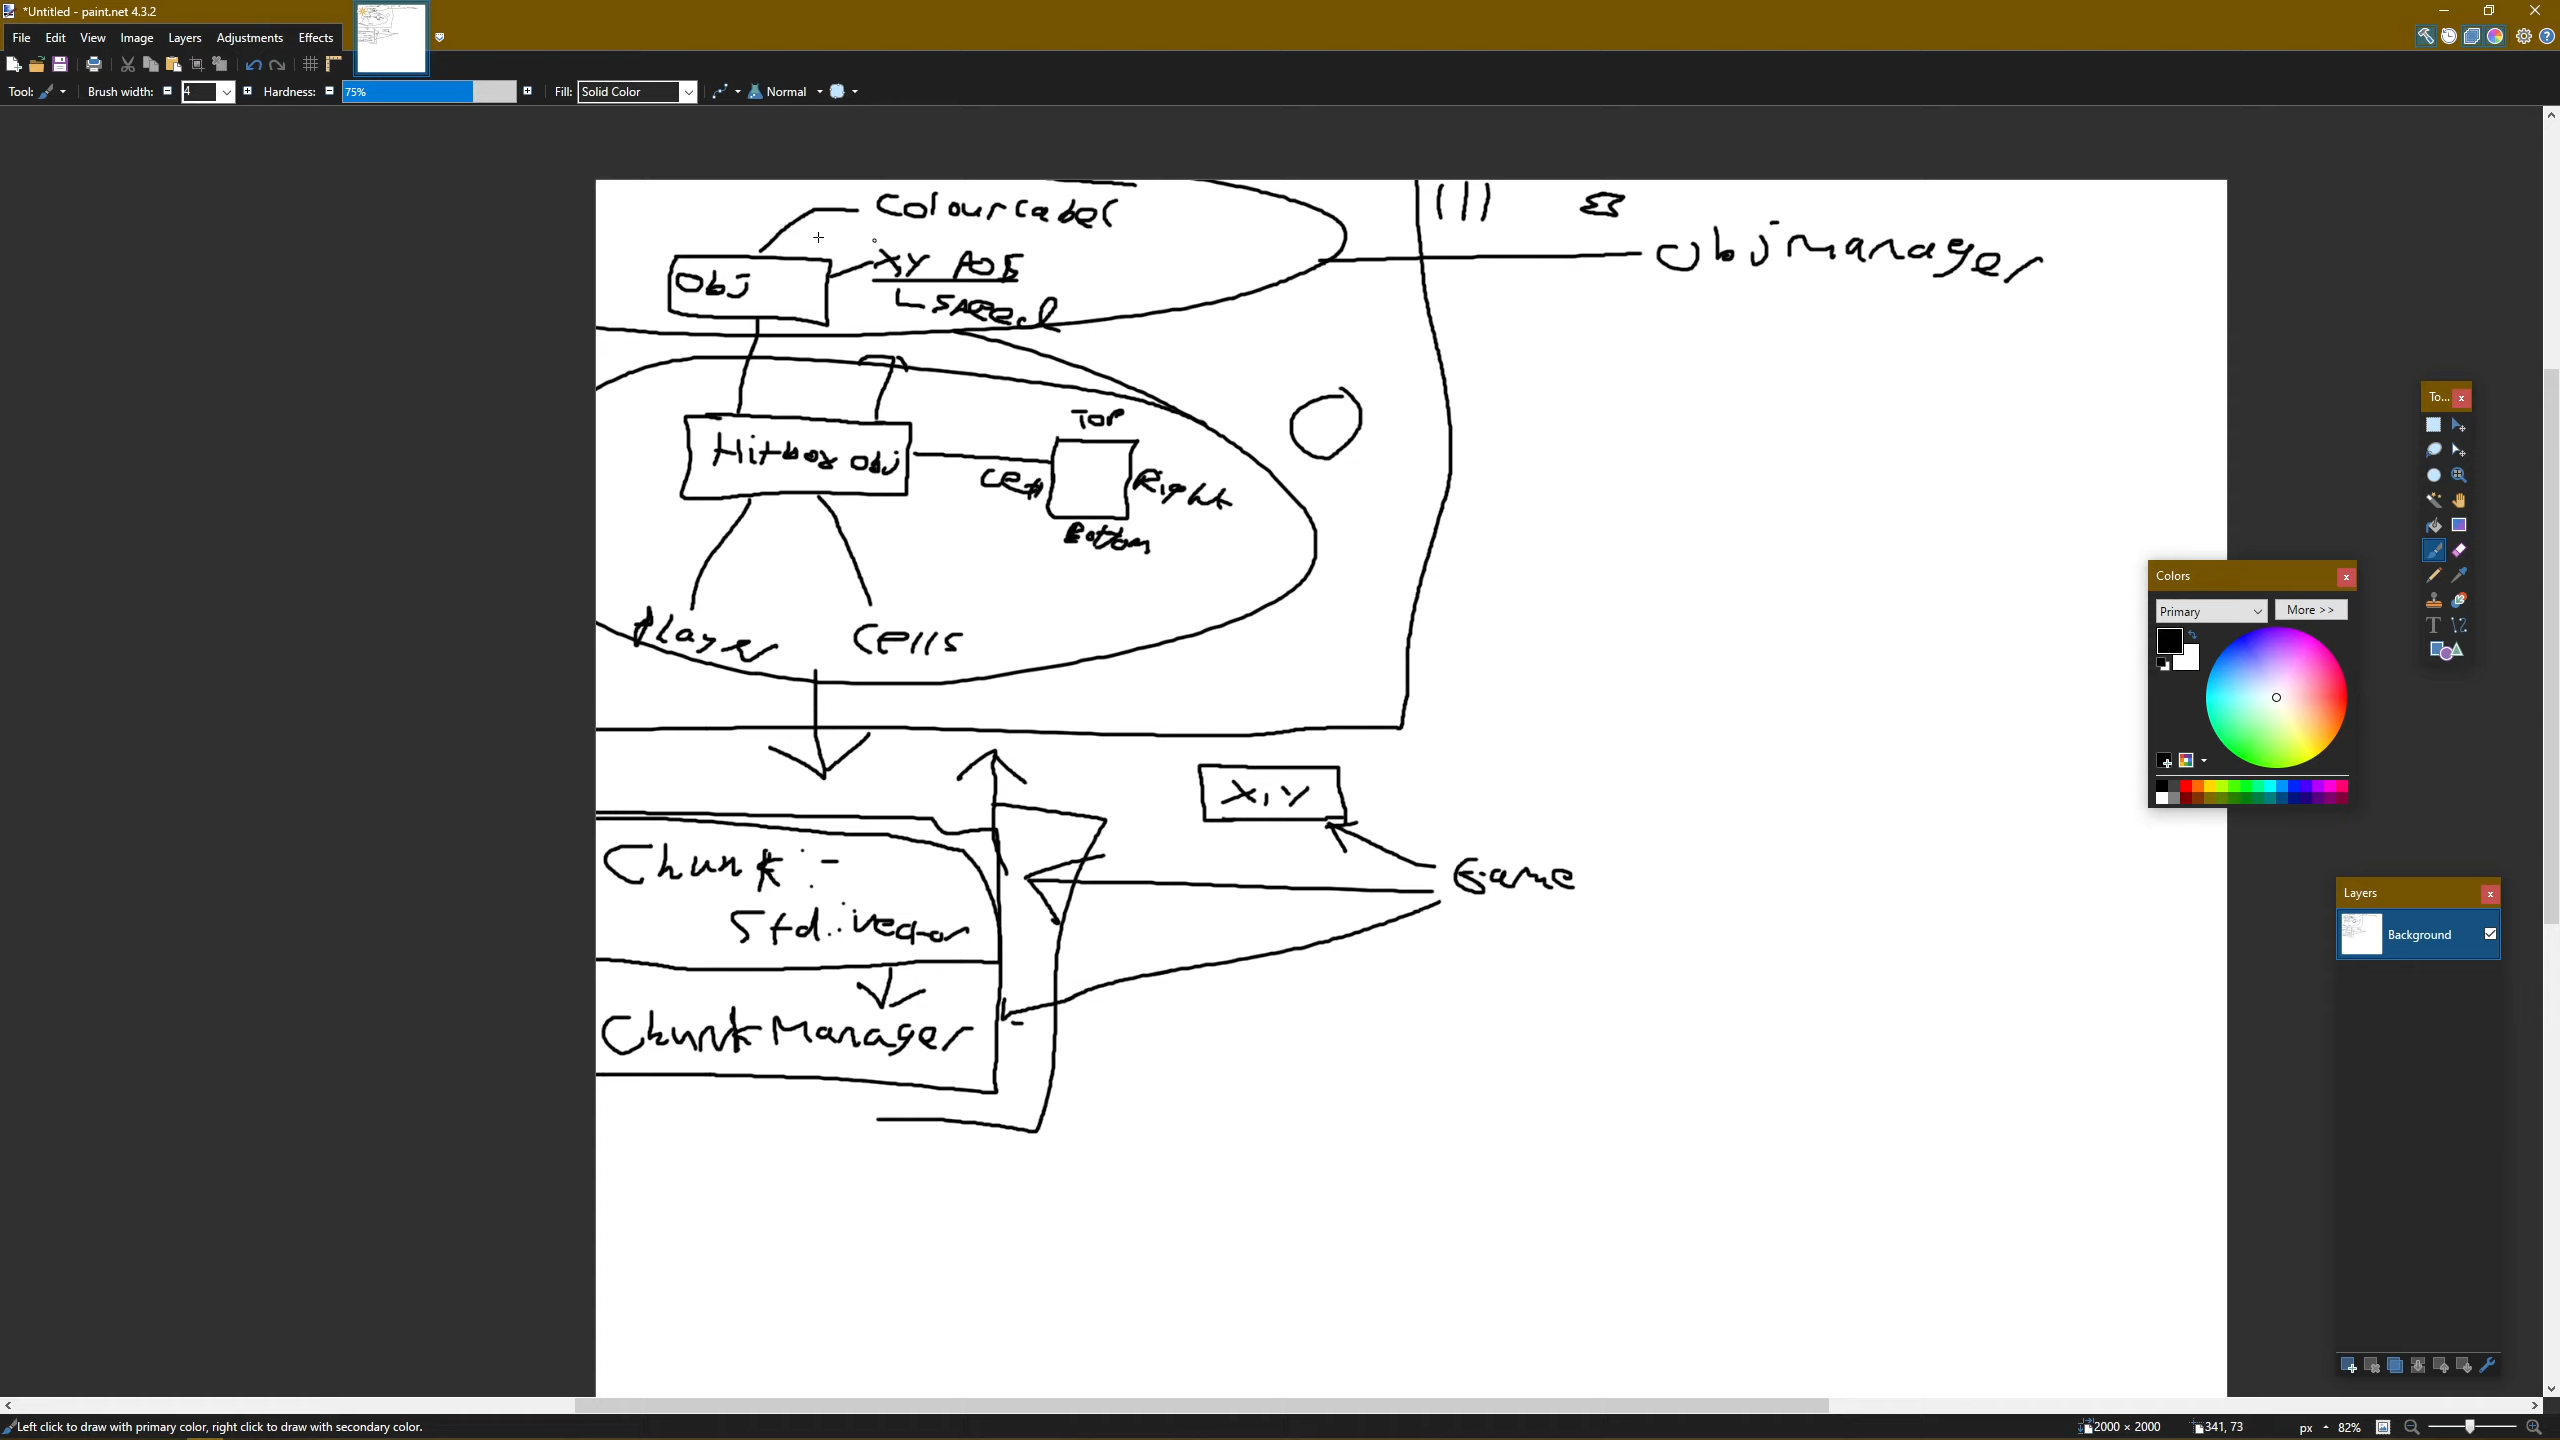 *Untitled - paint.net 4.3.2
File Edit View Image Layers Adjustments Effects
Tool: Brush width: 4 Hardness: 75% Fill: Solid Color Normal
Colour
XY POS
speed
obj
objmanager
Hitbox obj
TOP
Right
Bottom
Player
Cells
X,Y
Game
Chunk :-
Std::vector
ChunkManager
To...
Colors
Primary More >>
Layers
Background
Left click to draw with primary color, right click to draw with secondary color.
2000 × 2000 341, 73 px 82%